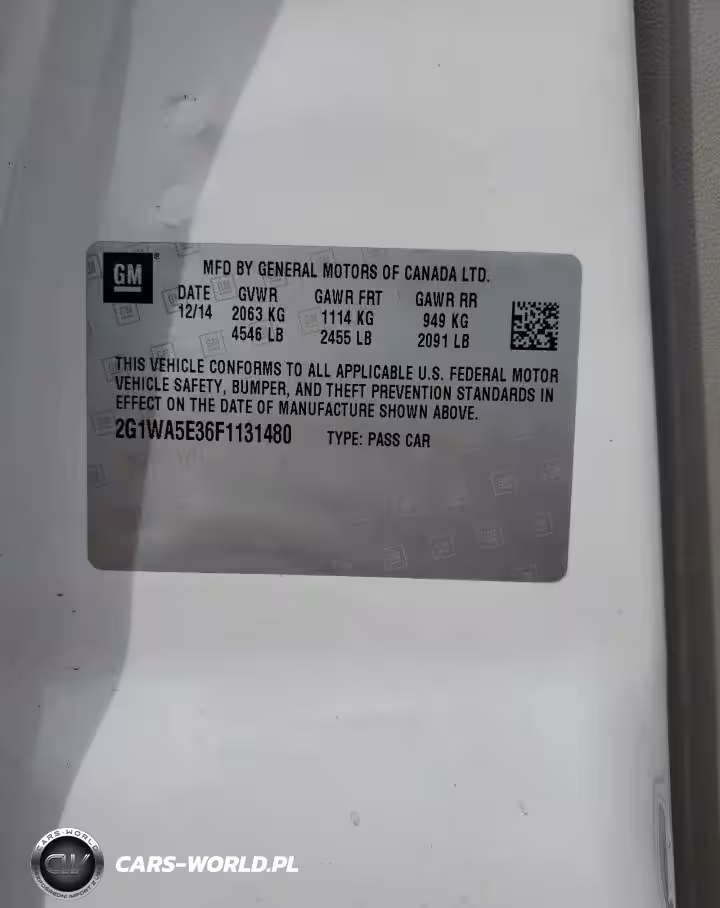 GM
MFD BY GENERAL MOTORS OF CANADA LTD.
DATE GVWR GAWR FRT GAWR RR
12/14 2063 KG 1114 KG 949 KG
4546 LB 2455 LB 2091 LB
THIS VEHICLE CONFORMS TO ALL APPLICABLE U.S. FEDERAL MOTOR
VEHICLE SAFETY, BUMPER, AND THEFT PREVENTION STANDARDS IN
EFFECT ON THE DATE OF MANUFACTURE SHOWN ABOVE.
2G1WA5E36F1131480 TYPE: PASS CAR
CARS-WORLD
CW
CARS-WORLD.PL